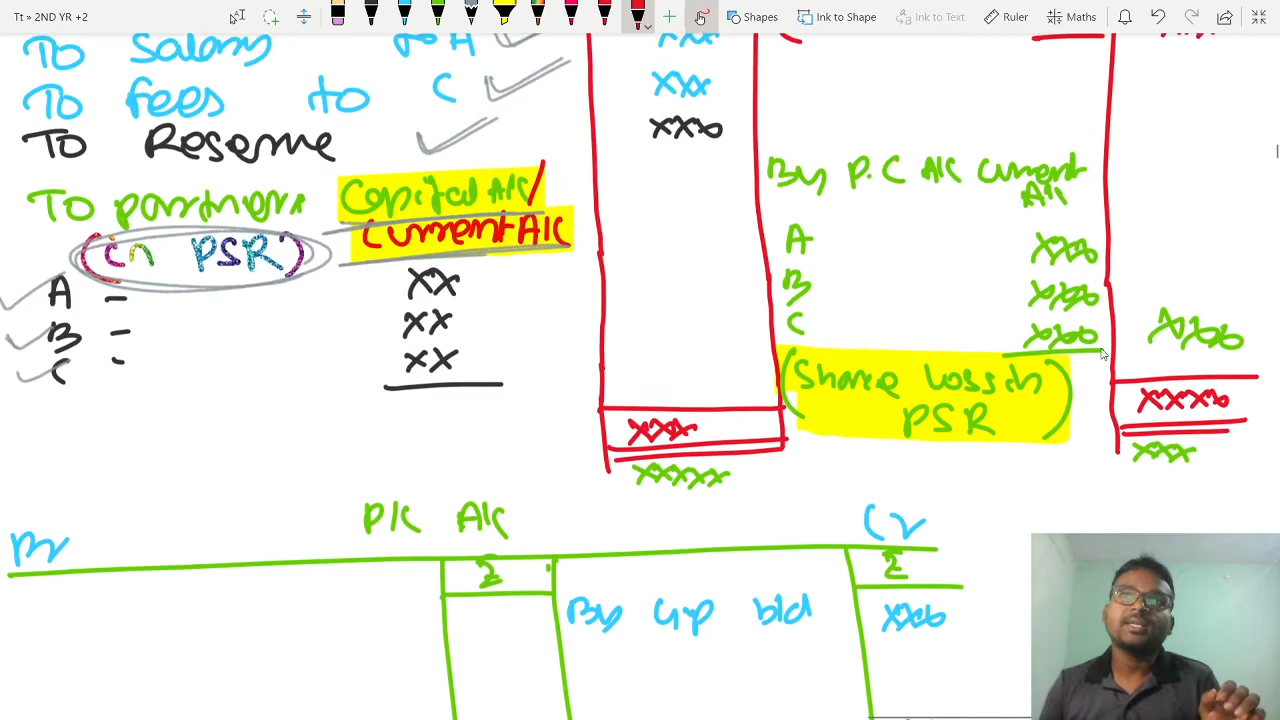 Tt » 2ND YR +2
Shapes
Ink to Shape
Ink to Text
Ruler
Maths
To Salary to A
xxx
To fees to C
xxx
To Reserve
xxx
To partners Capital A/C/
Current A/C
(in PSR)
A - xx
B - xx
C - xx
xxx
xxxxx
By P.C A/C Current
A/C
A xxx
B xxx
C xxx xxx
(Share Loss in
PSR)
xxxx
xxx
P/C A/C
Dr Cr
By G/p b/d xxx